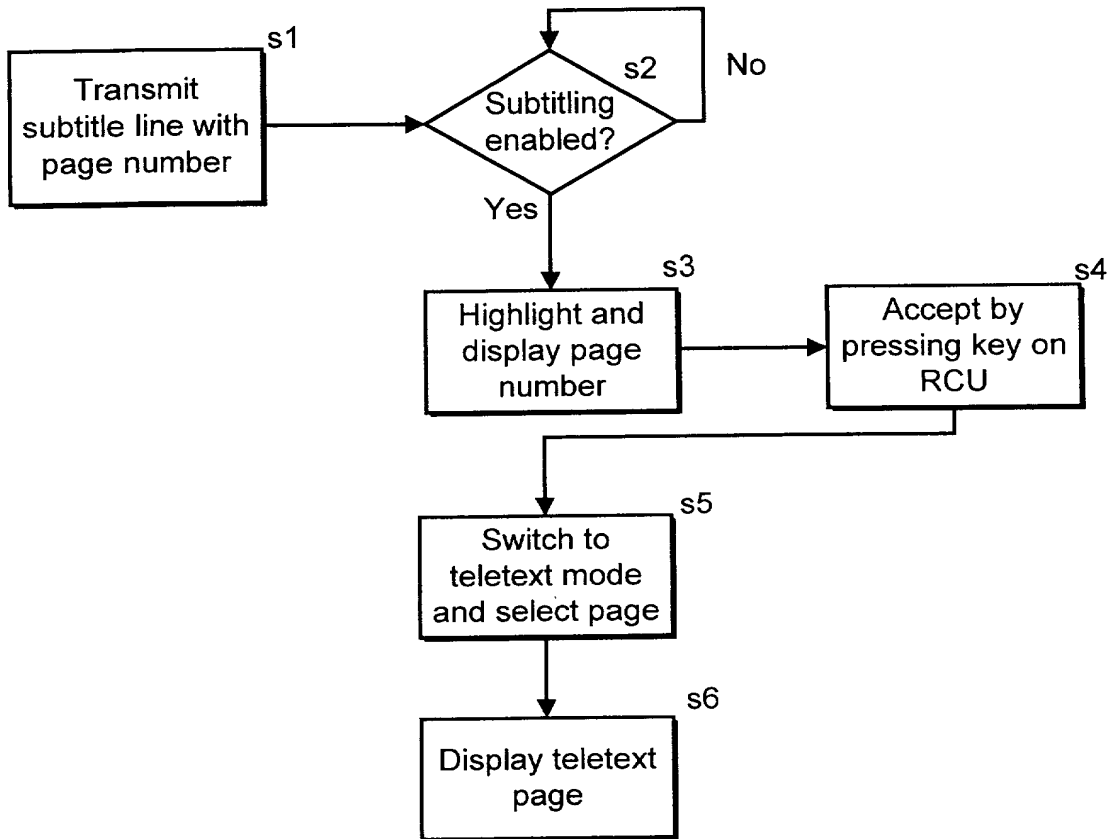 s1
Transmit
subtitle line with
page number
s2
Subtitling
enabled?
No
Yes
s3
Highlight and
display page
number
s4
Accept by
pressing key on
RCU
s5
Switch to
teletext mode
and select page
s6
Display teletext
page